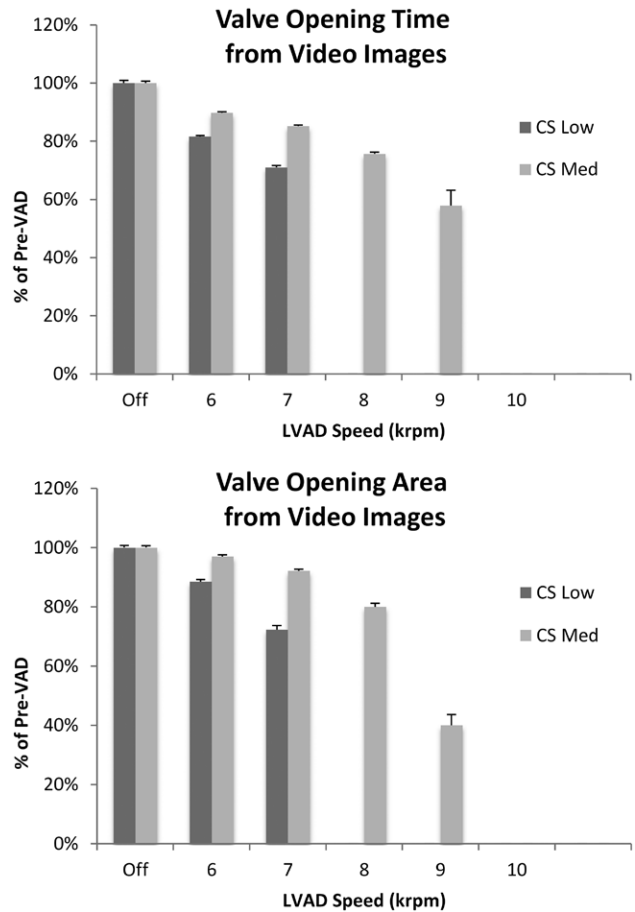 Valve Opening Time
from Video Images
120%
100%
80%
60%
40%
20%
0%
% of Pre-VAD
CS Low
CS Med
Off 6 7 8 9 10
LVAD Speed (krpm)
Valve Opening Area
from Video Images
120%
100%
80%
60%
40%
20%
0%
% of Pre-VAD
CS Low
CS Med
Off 6 7 8 9 10
LVAD Speed (krpm)